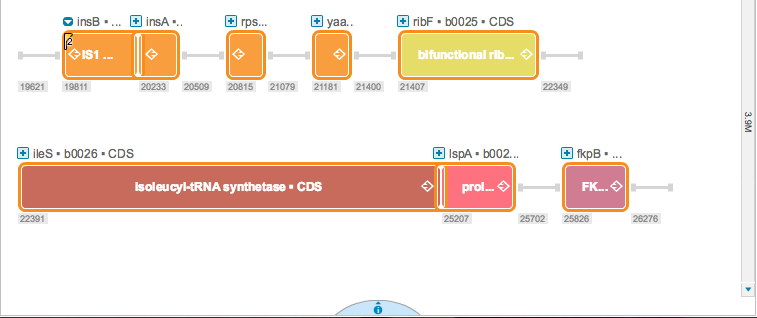 insB • ... insA • .. rps... yaa.. ribF • b0025 • CDS
IS1 ... bifunctional rib...
19621 19811 20233 20509 20815 21079 21181 21400 21407 22349
3.9M
ileS • b0026 • CDS lspA • b002... fkpB • ...
isoleucyl-tRNA synthetase • CDS prol... FK...
22391 25207 25702 25826 26276
i